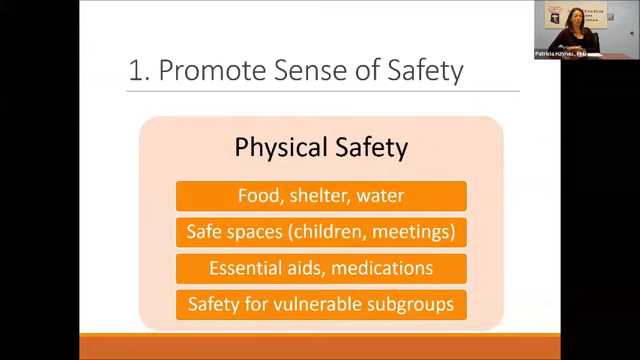 1. Promote Sense of Safety
Physical Safety
Food, shelter, water
Safe spaces (children, meetings)
Essential aids, medications
Safety for vulnerable subgroups
Patricia Haynes, PhD